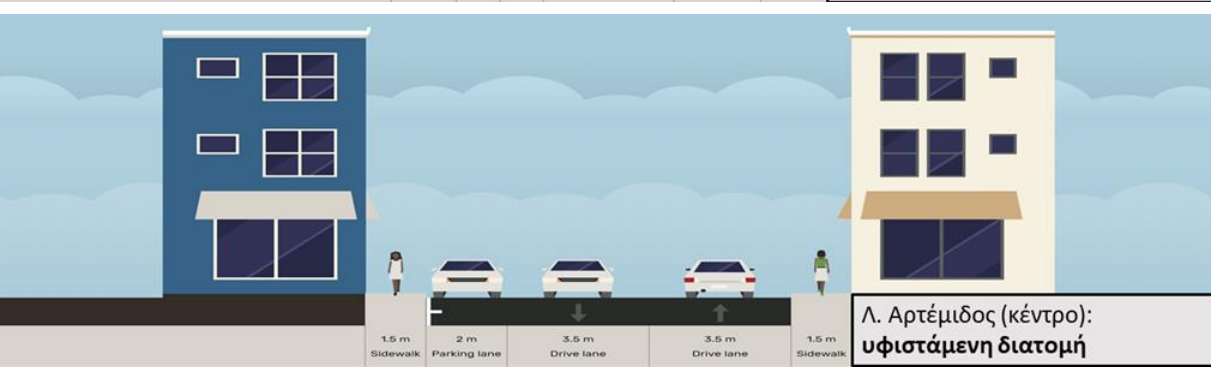 1.5 m 2 m 3.5 m 3.5 m 1.5 m
Sidewalk Parking lane Drive lane Drive lane Sidewalk
Λ. Αρτέμιδος (κέντρο):
υφιστάμενη διατομή